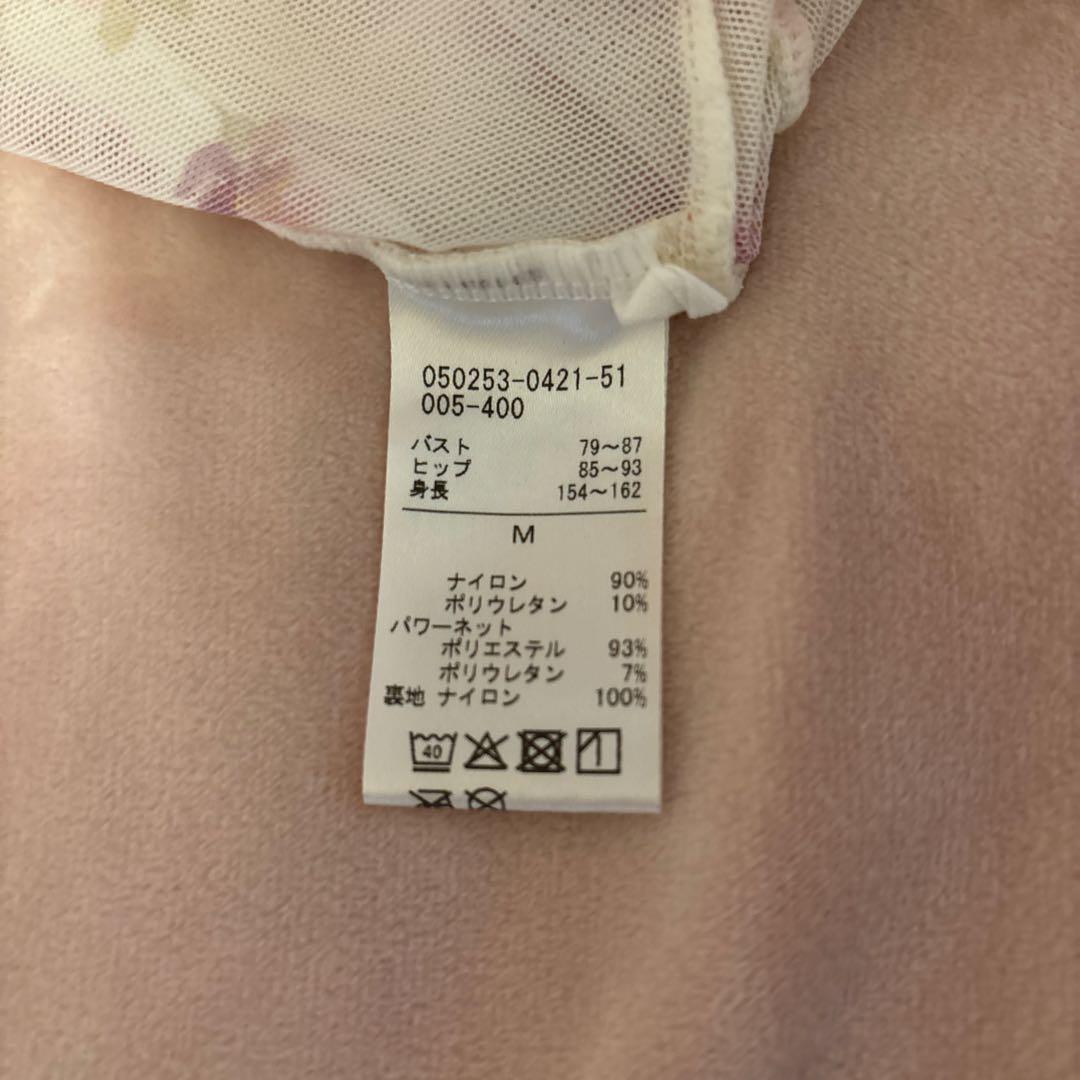 050253-0421-51
005-400
バスト 79～87
ヒップ 85～93
身長 154～162
M
ナイロン 90%
ポリウレタン 10%
パワーネット
ポリエステル 93%
ポリウレタン 7%
裏地 ナイロン 100%
40